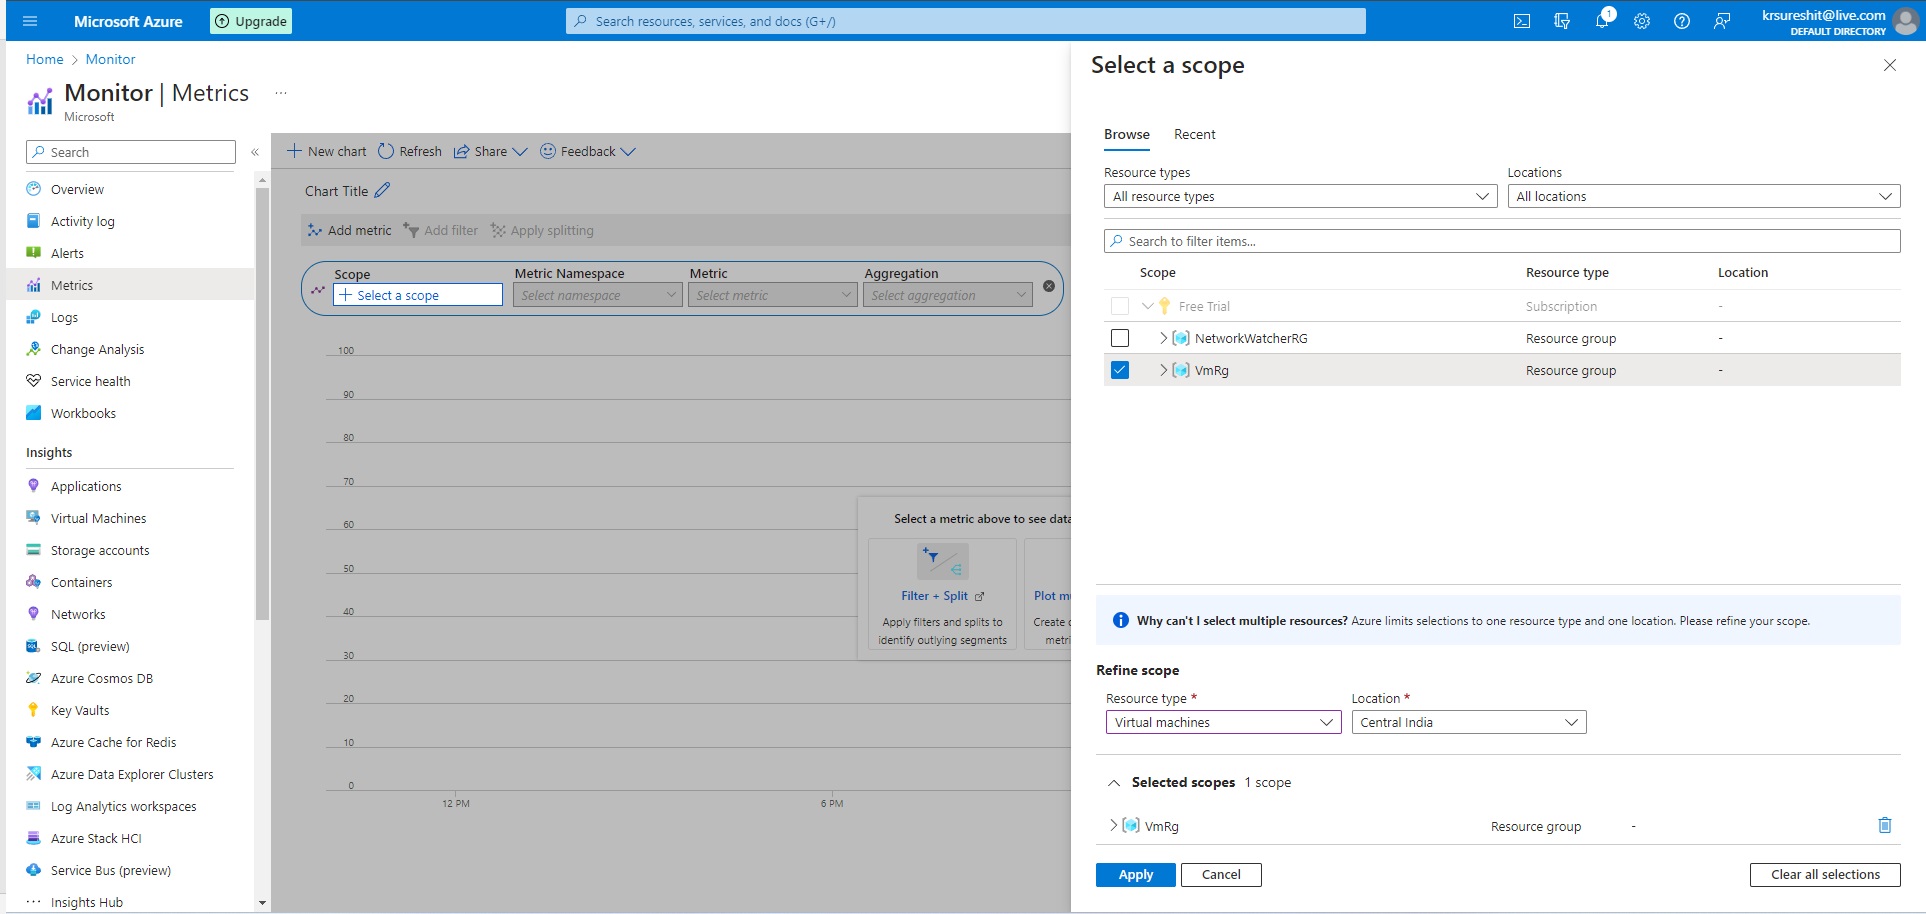 Microsoft Azure
Upgrade
Search resources, services, and docs (G+/)
1
krsureshit@live.com
DEFAULT DIRECTORY
Home > Monitor
Monitor | Metrics ...
Microsoft
Search
«
Overview
Activity log
Alerts
Metrics
Logs
Change Analysis
Service health
Workbooks
Insights
Applications
Virtual Machines
Storage accounts
Containers
Networks
SQL (preview)
Azure Cosmos DB
Key Vaults
Azure Cache for Redis
Azure Data Explorer Clusters
Log Analytics workspaces
Azure Stack HCI
Service Bus (preview)
Insights Hub
New chart Refresh Share Feedback
Chart Title
Add metric Add filter Apply splitting
Scope Metric Namespace Metric Aggregation
Select a scope Select namespace Select metric Select aggregation
100
90
80
70
60
50
40
30
20
10
0
12 PM 6 PM
Select a metric above to see data
Filter + Split
Apply filters and splits to
identify outlying segments
Plot m
Create
metri
Select a scope
Browse Recent
Resource types Locations
All resource types All locations
Search to filter items...
Scope Resource type Location
Free Trial Subscription -
NetworkWatcherRG Resource group -
VmRg Resource group -
Why can't I select multiple resources? Azure limits selections to one resource type and one location. Please refine your scope.
Refine scope
Resource type * Location *
Virtual machines Central India
Selected scopes 1 scope
VmRg Resource group -
Apply Cancel Clear all selections